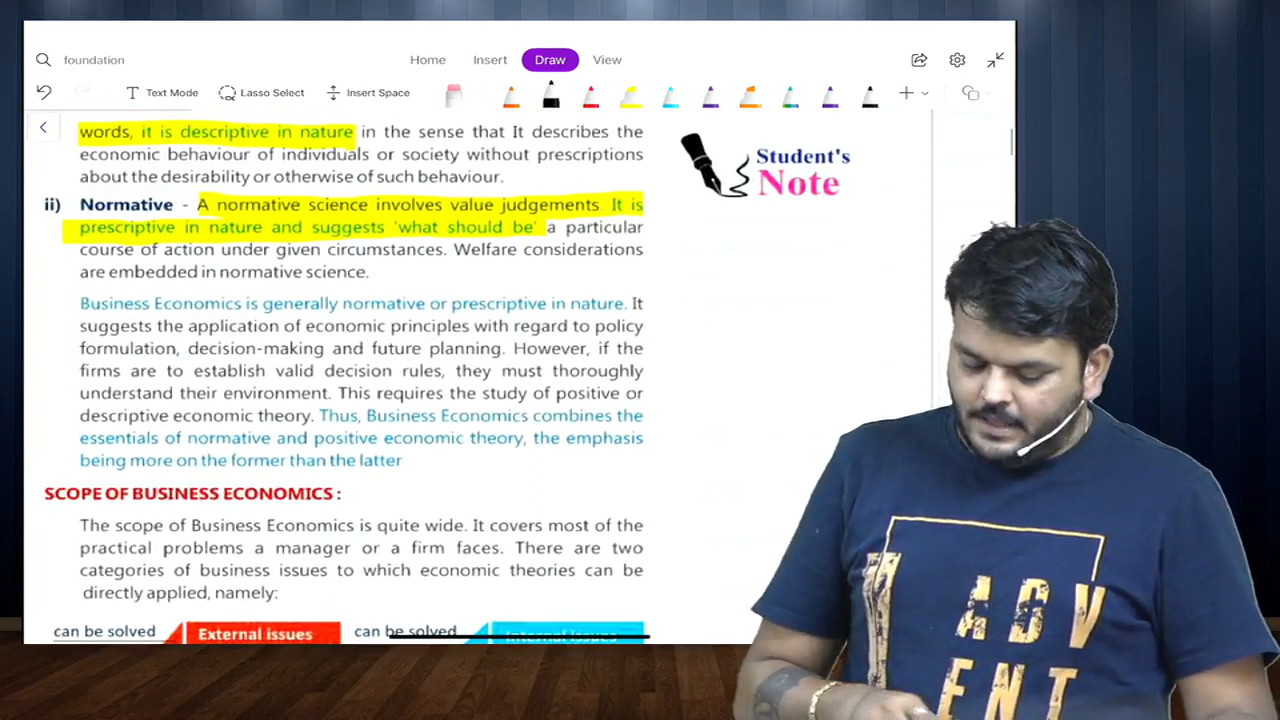 foundation
Home
Insert
Draw
View
Text Mode
Lasso Select
Insert Space
words, it is descriptive in nature in the sense that It describes the
economic behaviour of individuals or society without prescriptions
about the desirability or otherwise of such behaviour.
ii) Normative - A normative science involves value judgements. It is
prescriptive in nature and suggests 'what should be' a particular
course of action under given circumstances. Welfare considerations
are embedded in normative science.
Business Economics is generally normative or prescriptive in nature. It
suggests the application of economic principles with regard to policy
formulation, decision-making and future planning. However, if the
firms are to establish valid decision rules, they must thoroughly
understand their environment. This requires the study of positive or
descriptive economic theory. Thus, Business Economics combines the
essentials of normative and positive economic theory, the emphasis
being more on the former than the latter
SCOPE OF BUSINESS ECONOMICS :
The scope of Business Economics is quite wide. It covers most of the
practical problems a manager or a firm faces. There are two
categories of business issues to which economic theories can be
directly applied, namely:
can be solved External issues can be solved Internal issues
Student's
Note
ADV
ENT